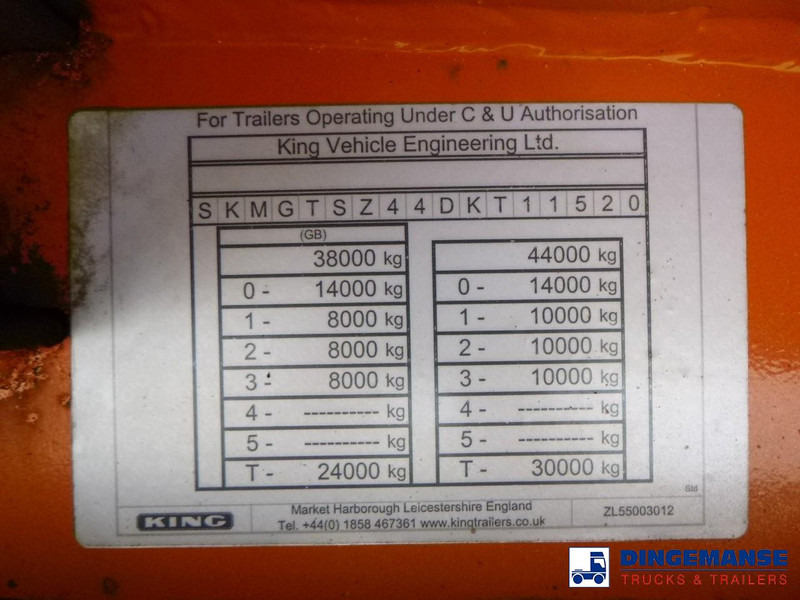 For Trailers Operating Under C & U Authorisation
King Vehicle Engineering Ltd.
SKMGTSZ44DKT11520
(GB)
38000 kg 44000 kg
0 - 14000 kg 0 - 14000 kg
1 - 8000 kg 1 - 10000 kg
2 - 8000 kg 2 - 10000 kg
3 - 8000 kg 3 - 10000 kg
4 - ---------- kg 4 - ---------- kg
5 - ---------- kg 5 - ---------- kg
T - 24000 kg T - 30000 kg
Std
KING
Market Harborough Leicestershire England
Tel. +44(0) 1858 467361 www.kingtrailers.co.uk
ZL55003012
DINGEMANSE
TRUCKS & TRAILERS